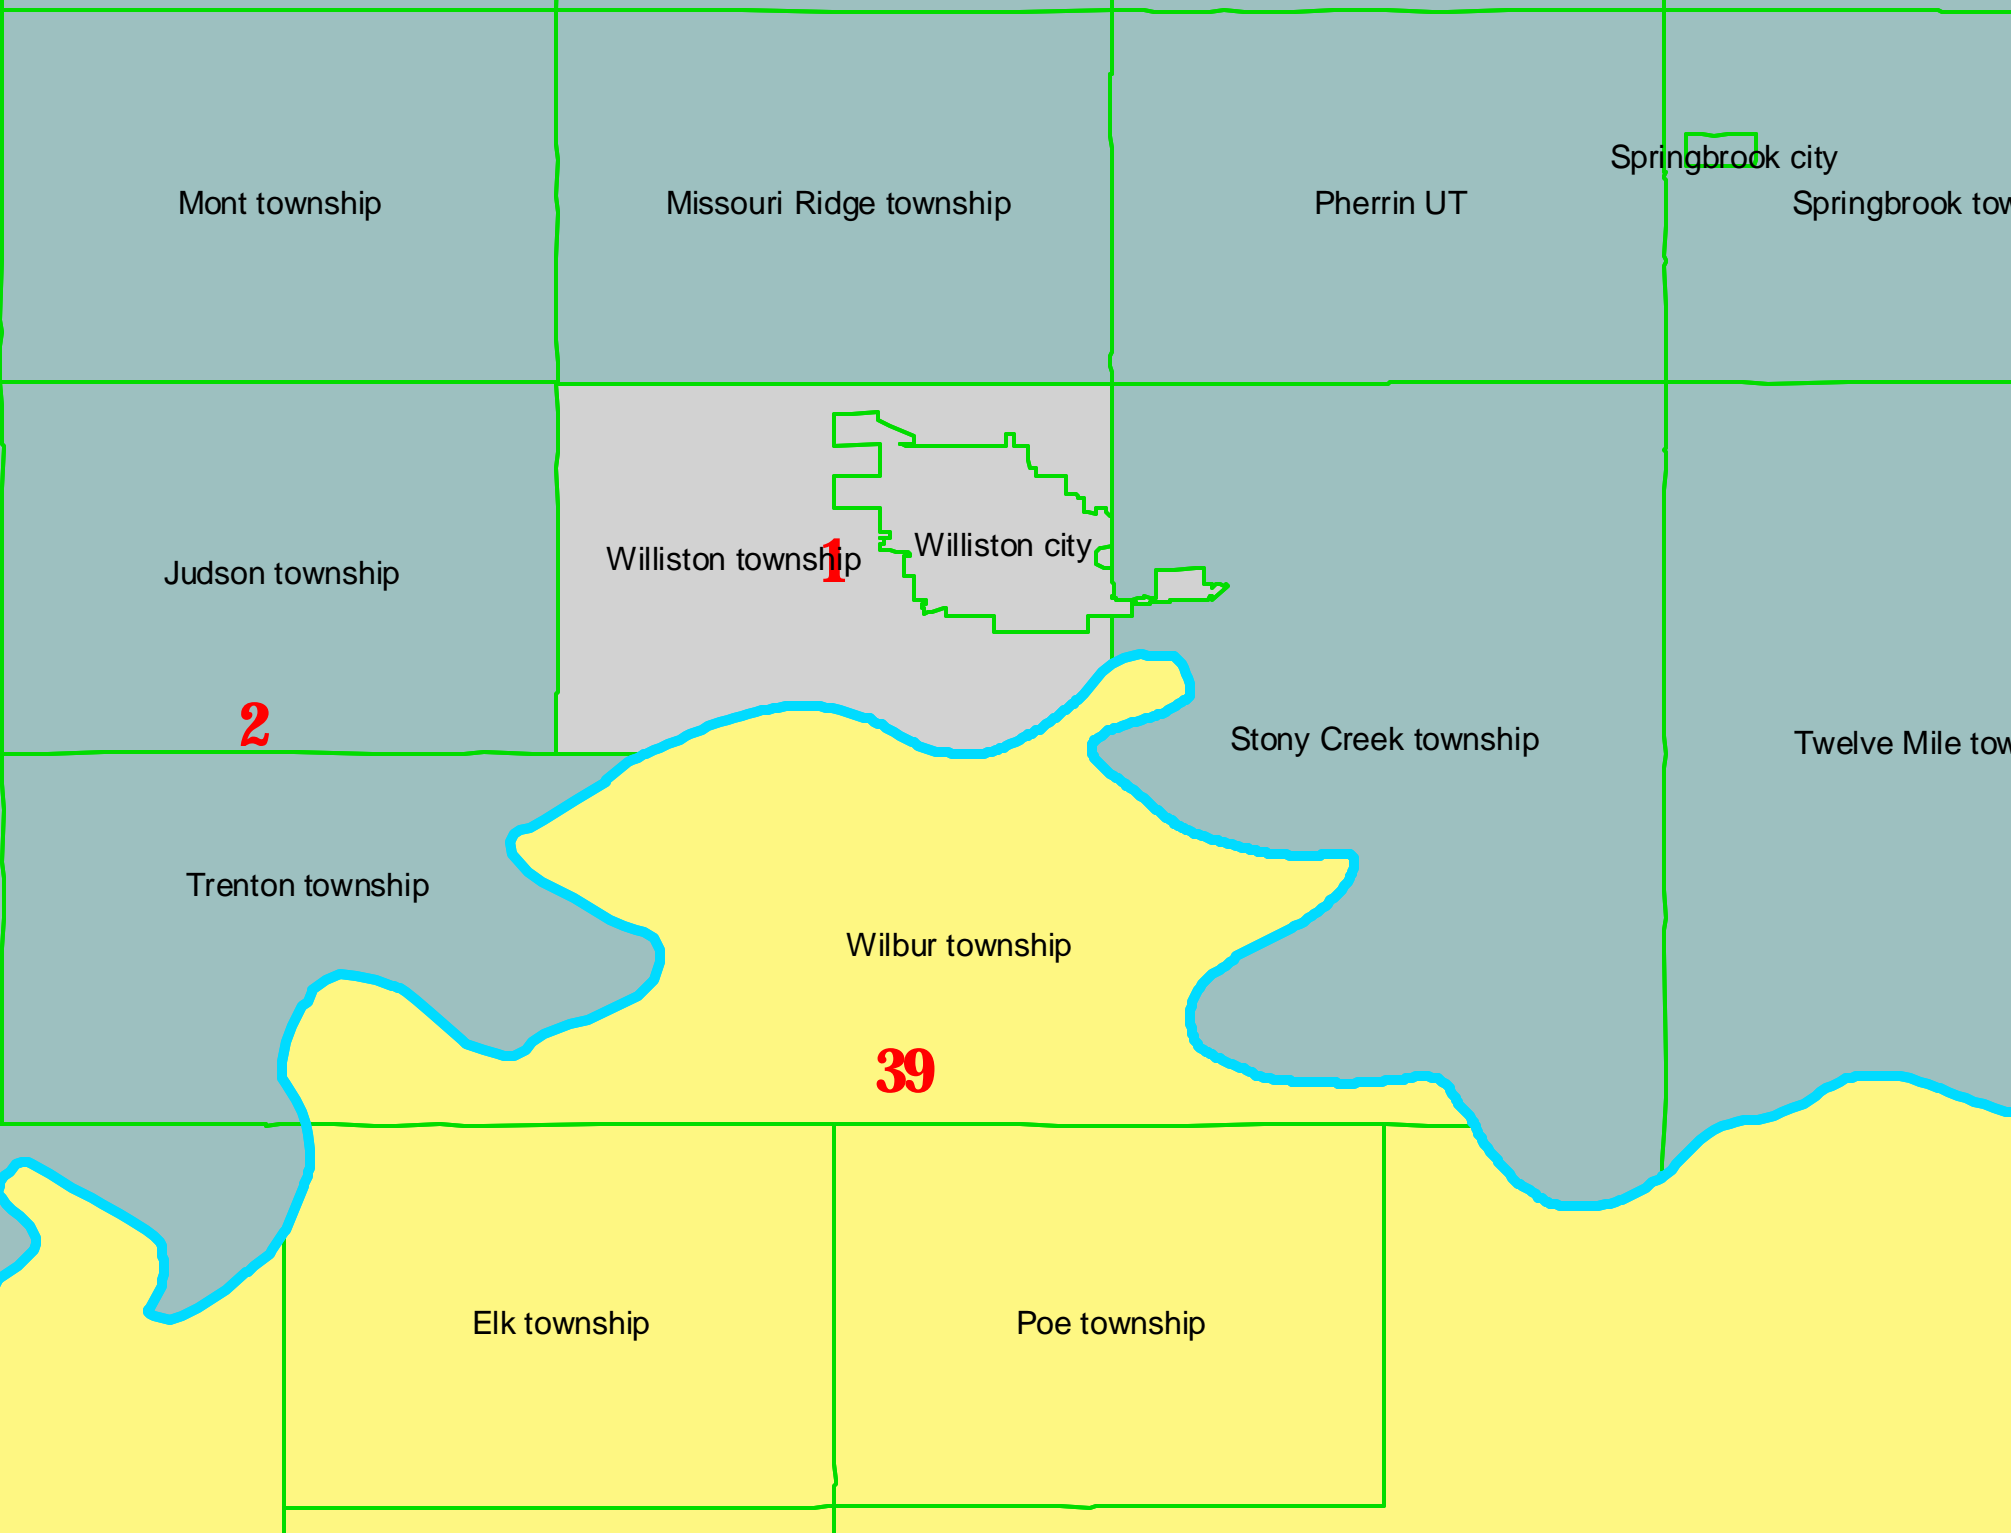 Springbrook city
Mont township
Missouri Ridge township
Pherrin UT
Springbrook tow
Williston city
Williston township
1
Judson township
2
Stony Creek township
Twelve Mile tow
Trenton township
Wilbur township
39
Elk township
Poe township